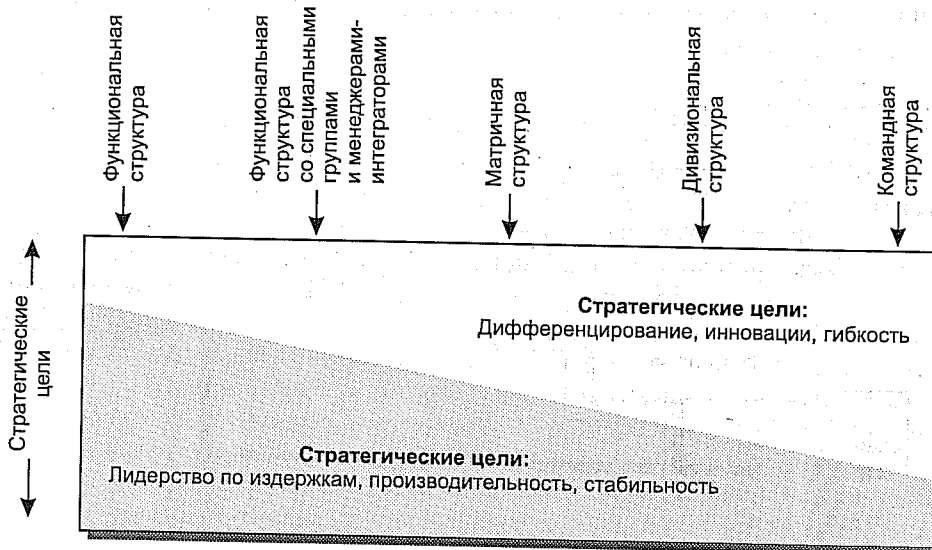 Функциональная
структура
Функциональная
структура
со специальными
группами
и менеджерами-
интеграторами
Матричная
структура
Дивизиональная
структура
Командная
структура
Стратегические
цели
Стратегические цели:
Дифференцирование, инновации, гибкость
Стратегические цели:
Лидерство по издержкам, производительность, стабильность